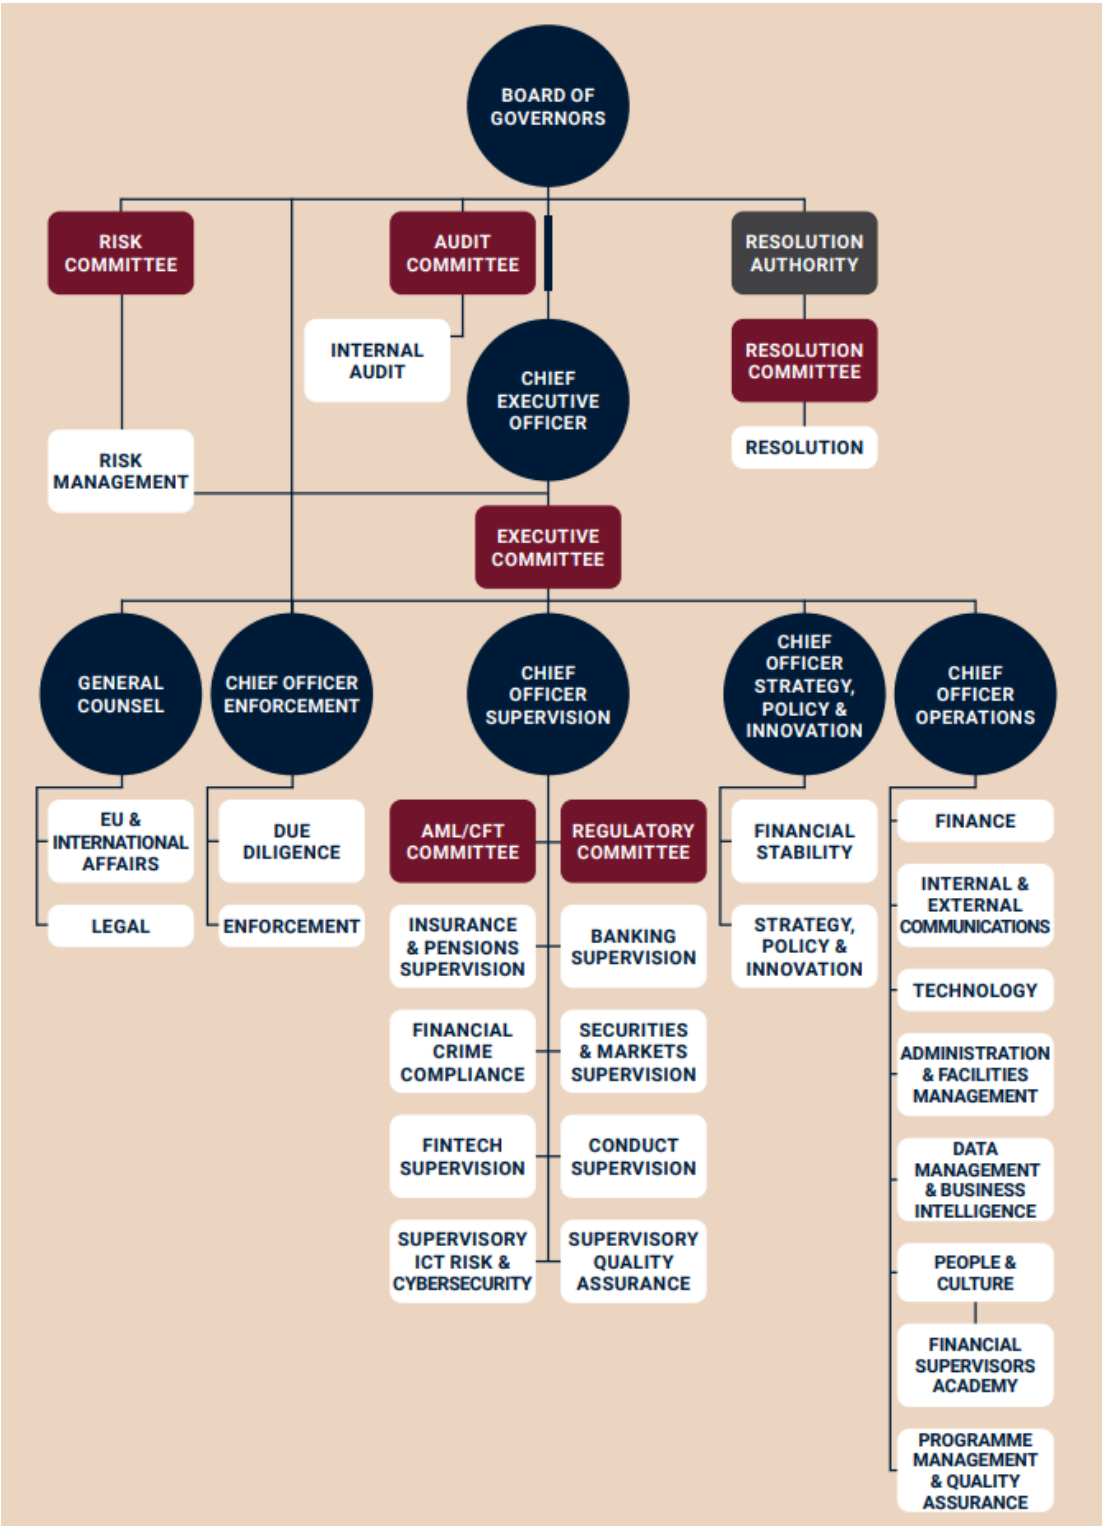 BOARD OF
GOVERNORS
RISK
COMMITTEE
AUDIT
COMMITTEE
RESOLUTION
AUTHORITY
INTERNAL
AUDIT
CHIEF
EXECUTIVE
OFFICER
RESOLUTION
COMMITTEE
RESOLUTION
RISK
MANAGEMENT
EXECUTIVE
COMMITTEE
GENERAL
COUNSEL
CHIEF OFFICER
ENFORCEMENT
CHIEF
OFFICER
SUPERVISION
CHIEF
OFFICER
STRATEGY,
POLICY &
INNOVATION
CHIEF
OFFICER
OPERATIONS
EU &
INTERNATIONAL
AFFAIRS
LEGAL
DUE
DILIGENCE
ENFORCEMENT
AML/CFT
COMMITTEE
REGULATORY
COMMITTEE
INSURANCE
& PENSIONS
SUPERVISION
BANKING
SUPERVISION
FINANCIAL
CRIME
COMPLIANCE
SECURITIES
& MARKETS
SUPERVISION
FINTECH
SUPERVISION
CONDUCT
SUPERVISION
SUPERVISORY
ICT RISK &
CYBERSECURITY
SUPERVISORY
QUALITY
ASSURANCE
FINANCIAL
STABILITY
STRATEGY,
POLICY &
INNOVATION
FINANCE
INTERNAL &
EXTERNAL
COMMUNICATIONS
TECHNOLOGY
ADMINISTRATION
& FACILITIES
MANAGEMENT
DATA
MANAGEMENT
& BUSINESS
INTELLIGENCE
PEOPLE &
CULTURE
FINANCIAL
SUPERVISORS
ACADEMY
PROGRAMME
MANAGEMENT
& QUALITY
ASSURANCE